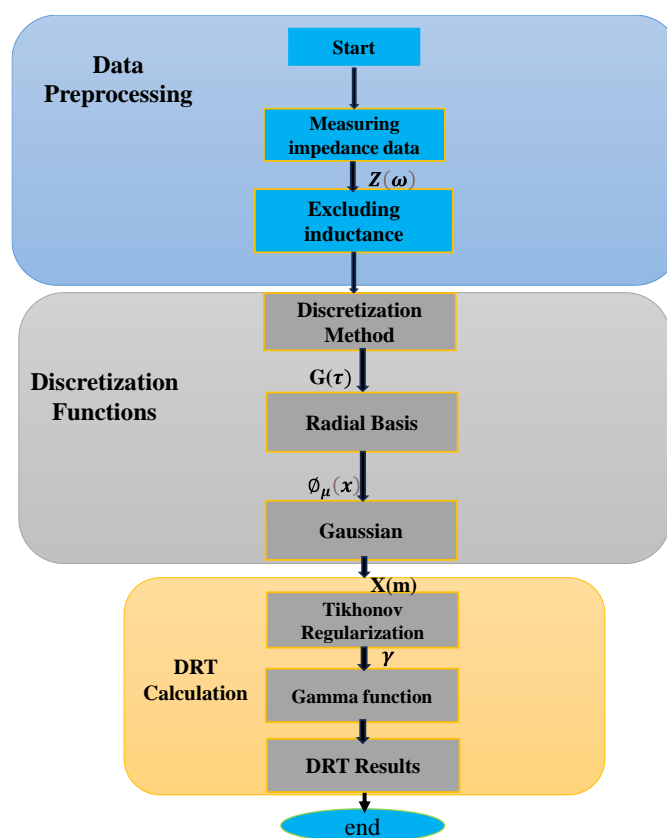 Start
Data
Preprocessing
Measuring
impedance data
Z(ω)
Excluding
inductance
Discretization
Method
G(τ)
Discretization
Functions
Radial Basis
∅μ(x)
Gaussian
X(m)
Tikhonov
Regularization
γ
DRT
Calculation
Gamma function
DRT Results
end